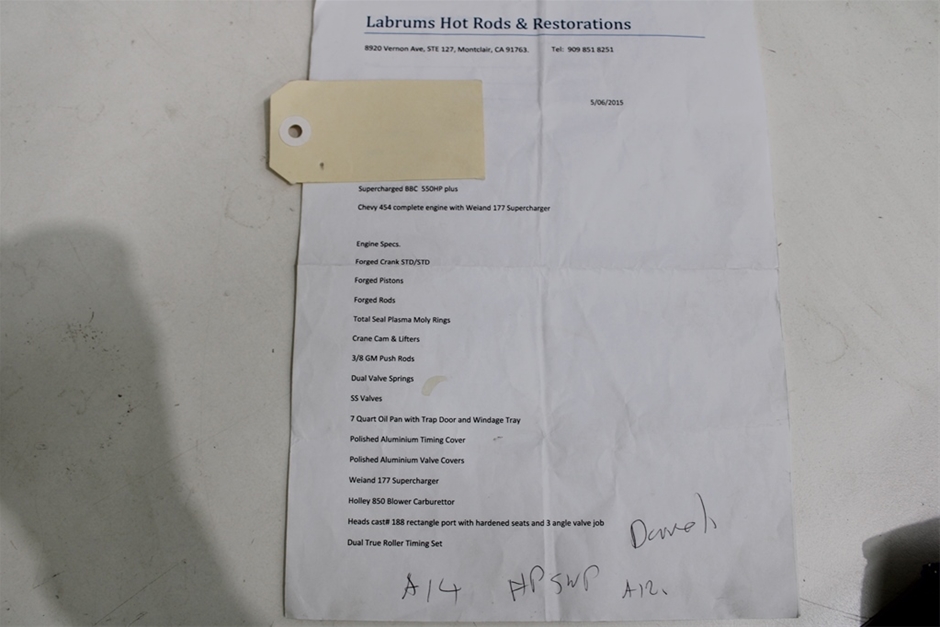 Labrums Hot Rods & Restorations
8920 Vernon Ave, STE 127, Montclair, CA 91763. Tel: 909 851 8251
5/06/2015
Supercharged BBC 550HP plus
Chevy 454 complete engine with Weiand 177 Supercharger
Engine Specs.
Forged Crank STD/STD
Forged Pistons
Forged Rods
Total Seal Plasma Moly Rings
Crane Cam & Lifters
3/8 GM Push Rods
Dual Valve Springs
SS Valves
7 Quart Oil Pan with Trap Door and Windage Tray
Polished Aluminium Timing Cover
Polished Aluminium Valve Covers
Weiand 177 Supercharger
Holley 850 Blower Carburettor
Heads cast# 188 rectangle port with hardened seats and 3 angle valve job
Dual True Roller Timing Set
A14 A12.